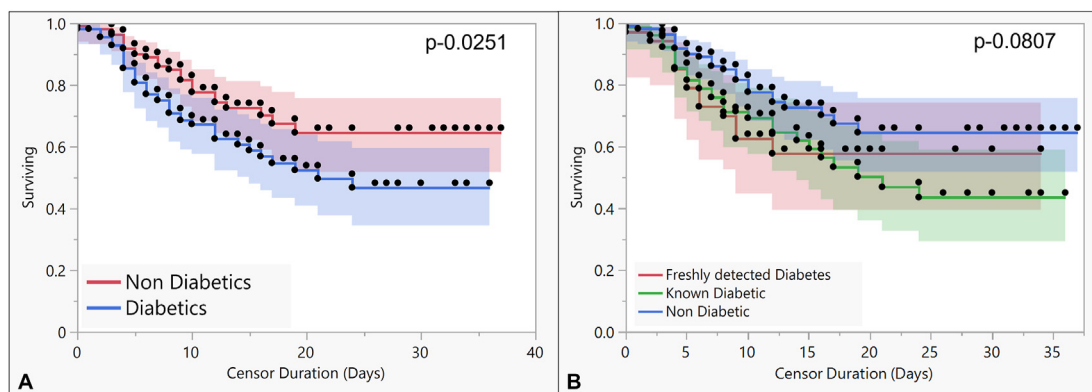 1.0
p-0.0251
0.8
0.6
Surviving
0.4
0.2
Non Diabetics
Diabetics
0
0 10 20 30 40
Censor Duration (Days)
A
1.0
p-0.0807
0.8
0.6
Surviving
0.4
0.2
Freshly detected Diabetes
Known Diabetic
Non Diabetic
0.0
0 5 10 15 20 25 30 35
Censor Duration (Days)
B